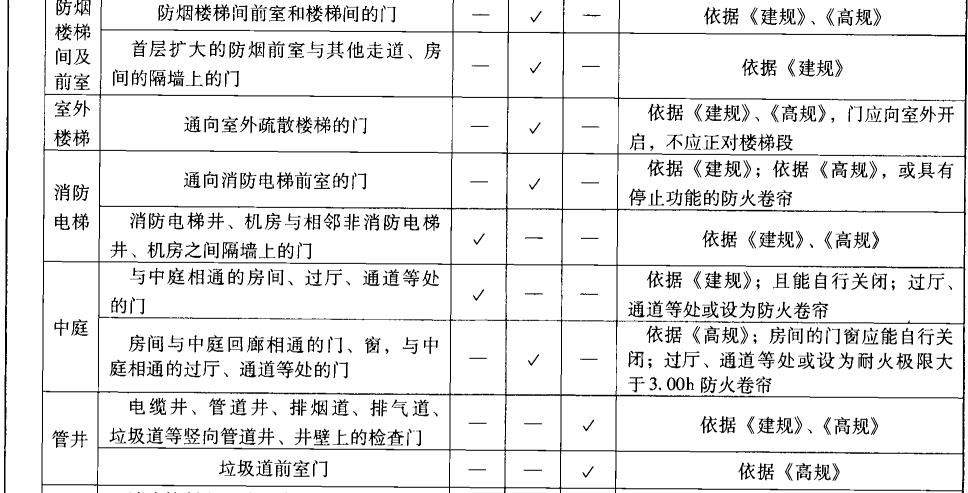 防烟
楼梯
间及
前室
防烟楼梯间前室和楼梯间的门
—
✓
—
依据《建规》、《高规》
首层扩大的防烟前室与其他走道、房
间的隔墙上的门
—
✓
—
依据《建规》
室外
楼梯
通向室外疏散楼梯的门
—
✓
—
依据《建规》、《高规》，门应向室外开
启，不应正对楼梯段
消防
电梯
通向消防电梯前室的门
—
✓
—
依据《建规》；依据《高规》，或具有
停止功能的防火卷帘
消防电梯井、机房与相邻非消防电梯
井、机房之间隔墙上的门
✓
—
—
依据《建规》、《高规》
中庭
与中庭相通的房间、过厅、通道等处
的门
✓
—
—
依据《建规》；且能自行关闭；过厅、
通道等处或设为防火卷帘
房间与中庭回廊相通的门、窗，与中
庭相通的过厅、通道等处的门
—
✓
—
依据《高规》；房间的门窗应能自行关
闭；过厅、通道等处或设为耐火极限大
于3.00h 防火卷帘
管井
电缆井、管道井、排烟道、排气道、
垃圾道等竖向管道井、井壁上的检查门
—
—
✓
依据《建规》、《高规》
垃圾道前室门
—
—
✓
依据《高规》